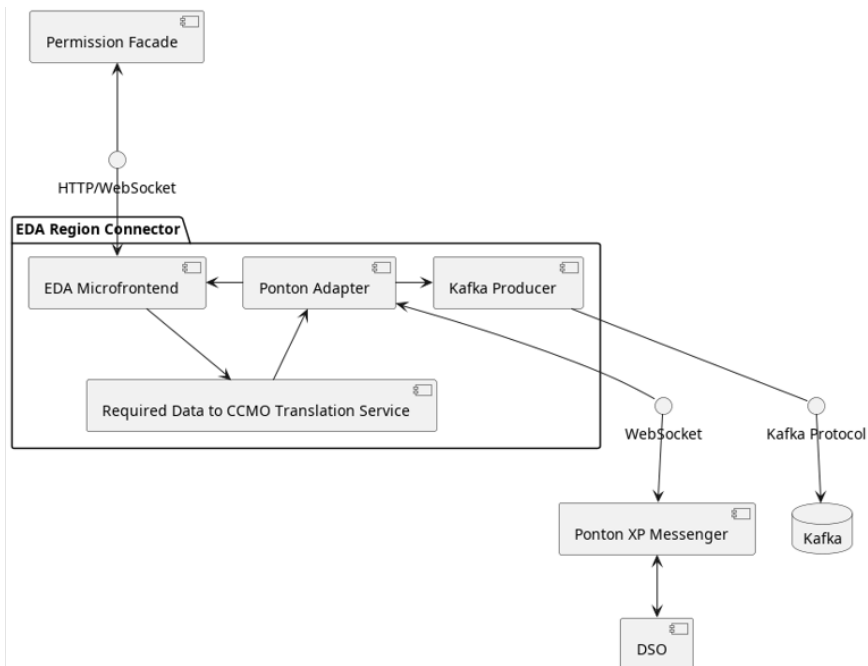 Permission Facade
HTTP/WebSocket
EDA Region Connector
EDA Microfrontend
Ponton Adapter
Kafka Producer
Required Data to CCMO Translation Service
WebSocket
Kafka Protocol
Ponton XP Messenger
Kafka
DSO